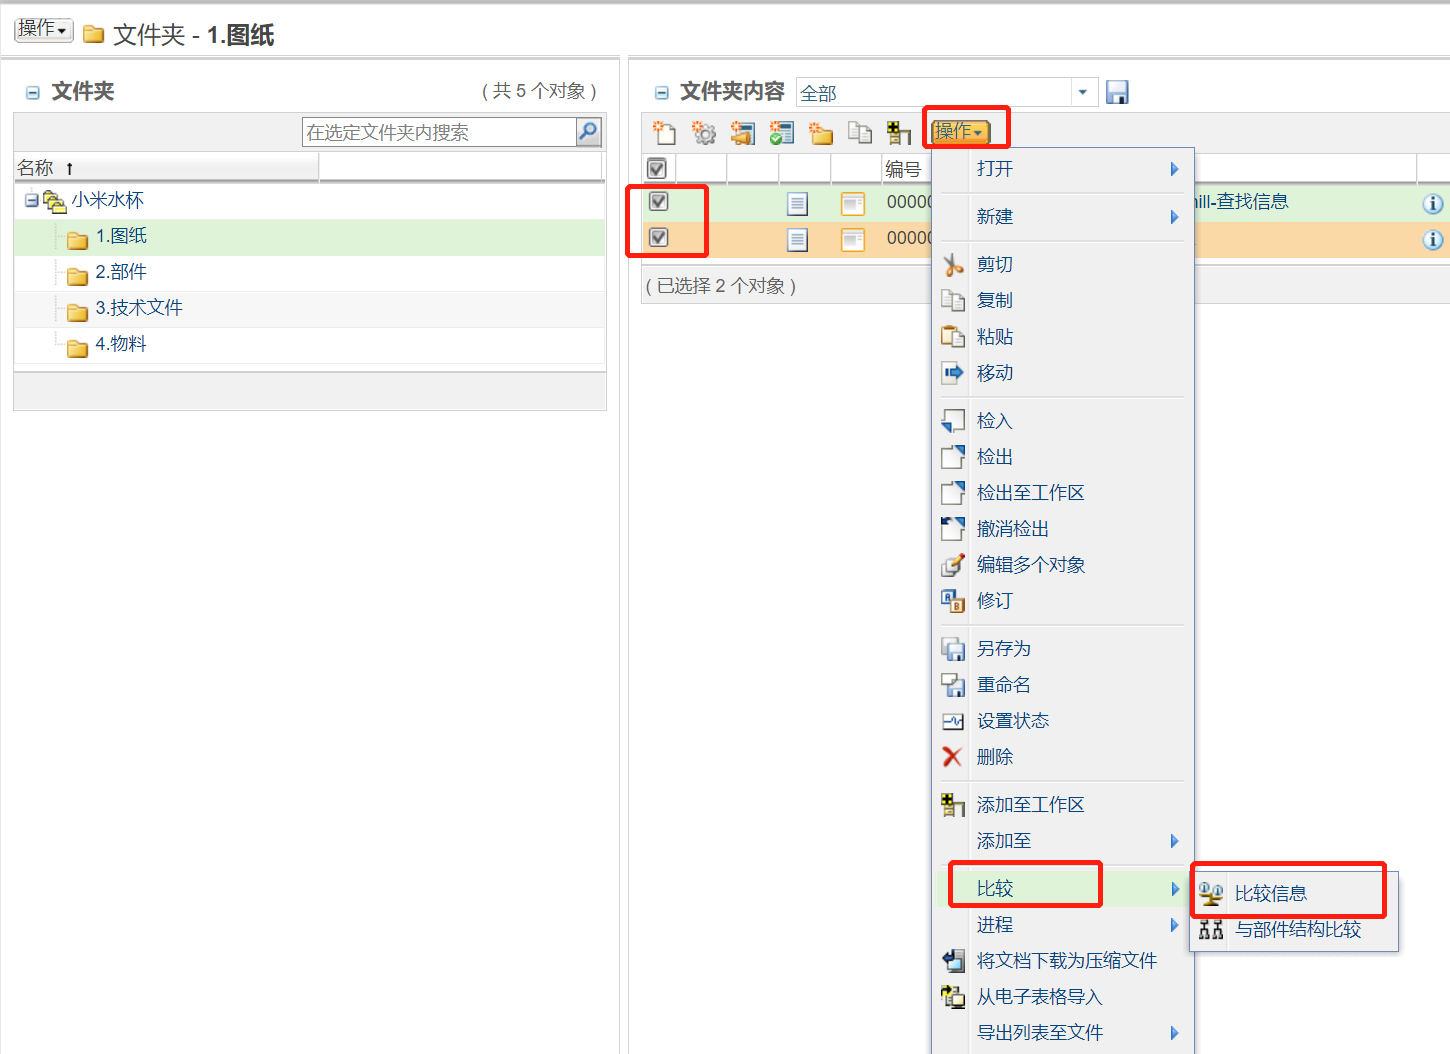 操作
文件夹 - 1.图纸
文件夹
( 共 5 个对象 )
在选定文件夹内搜索
名称 ↑
小米水杯
1.图纸
2.部件
3.技术文件
4.物料
文件夹内容
全部
操作
编号
0000
ill-查找信息
0000
( 已选择 2 个对象 )
打开
新建
剪切
复制
粘贴
移动
检入
检出
检出至工作区
撤消检出
编辑多个对象
修订
另存为
重命名
设置状态
删除
添加至工作区
添加至
比较
进程
将文档下载为压缩文件
从电子表格导入
导出列表至文件
比较信息
与部件结构比较